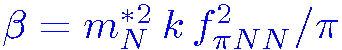 β = m_N^{*2} k f_{πNN}^2 / π